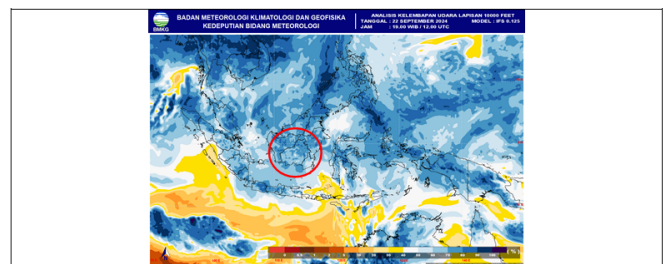 BADAN METEOROLOGI KLIMATOLOGI DAN GEOFISIKA
KEDEPUTIAN BIDANG METEOROLOGI
ANALISIS KELEMBAPAN UDARA LAPISAN 10000 FEET
TANGGAL : 22 SEPTEMBER 2024 MODEL : IFS 0.125
JAM : 19.00 WIB / 12.00 UTC
BMKG